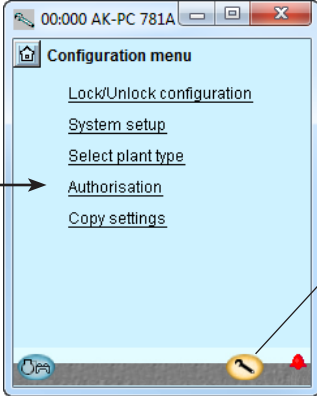 00:000 AK-PC 781A
Configuration menu
Lock/Unlock configuration
System setup
Select plant type
Authorisation
Copy settings